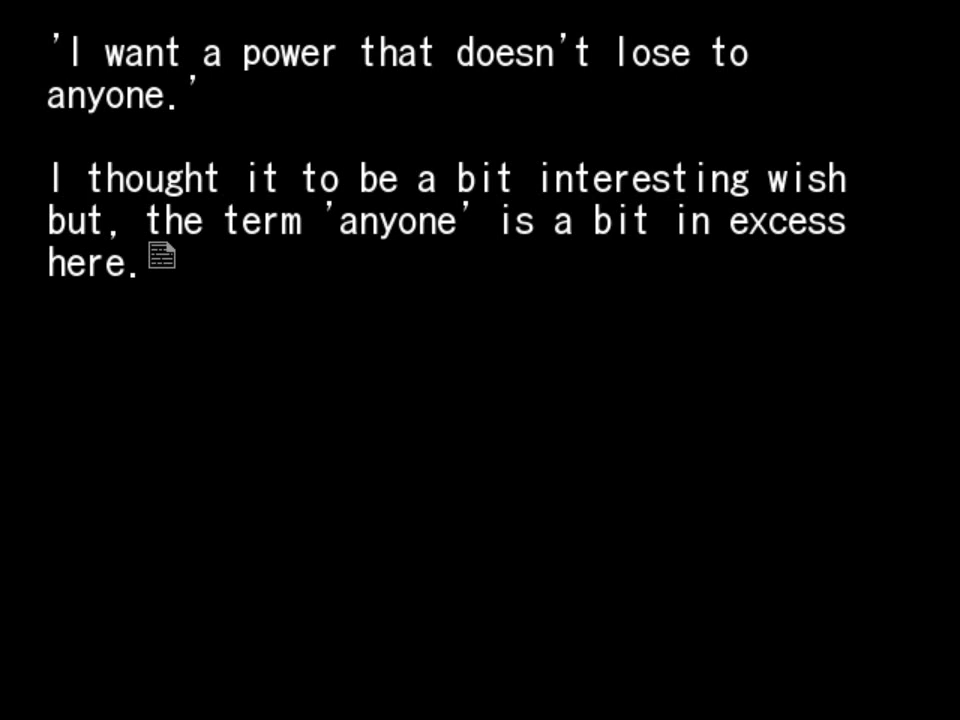 'I want a power that doesn't lose to
anyone.'
I thought it to be a bit interesting wish
but, the term 'anyone' is a bit in excess
here.